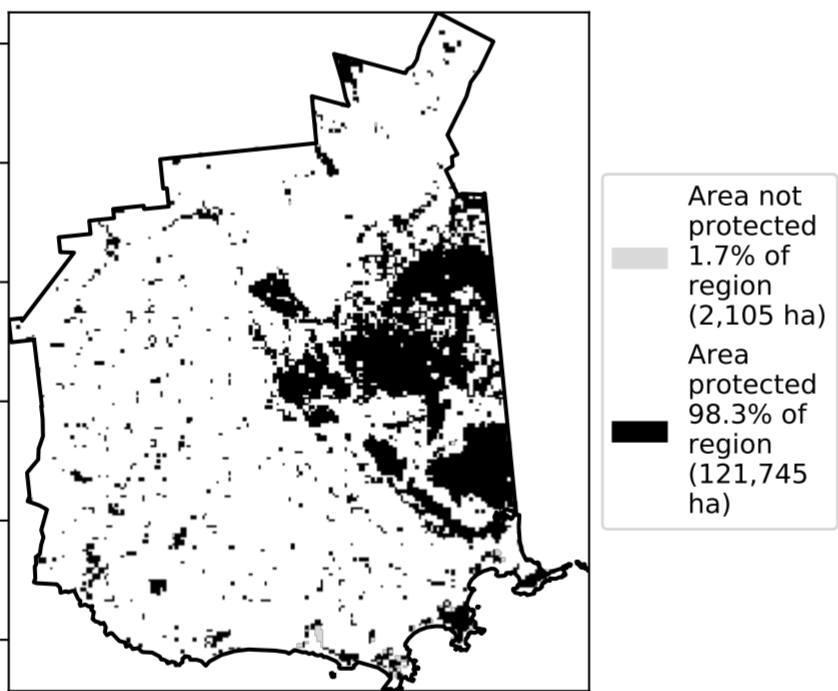 Area not
protected
1.7% of
region
(2,105 ha)
Area
protected
98.3% of
region
(121,745
ha)